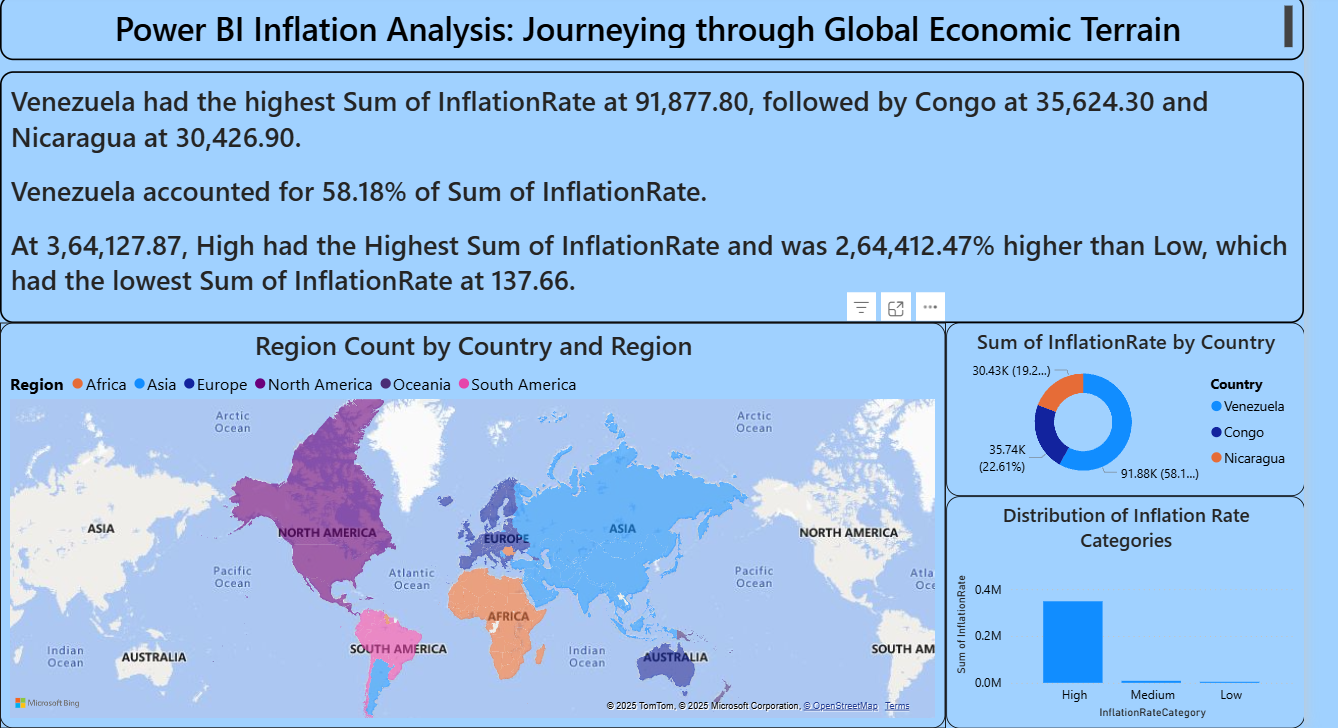 Power BI Inflation Analysis: Journeying through Global Economic Terrain
Venezuela had the highest Sum of InflationRate at 91,877.80, followed by Congo at 35,624.30 and
Nicaragua at 30,426.90.
Venezuela accounted for 58.18% of Sum of InflationRate.
At 3,64,127.87, High had the Highest Sum of InflationRate and was 2,64,412.47% higher than Low, which
had the lowest Sum of InflationRate at 137.66.
Region Count by Country and Region
Region Africa Asia Europe North America Oceania South America
Arctic
Ocean
Arctic
Ocean
ASIA
NORTH AMERICA
EUROPE
ASIA
NORTH AMERICA
Pacific
Ocean
Atlantic
Ocean
Pacific
Ocean
Atla
Oce
AFRICA
Indian
Ocean
AUSTRALIA
SOUTH AMERICA
Indian
Ocean
AUSTRALIA
SOUTH AM
Microsoft Bing
© 2025 TomTom, © 2025 Microsoft Corporation, © OpenStreetMap Terms
Sum of InflationRate by Country
30.43K (19.2...)
35.74K
(22.61%)
91.88K (58.1...)
Country
Venezuela
Congo
Nicaragua
Distribution of Inflation Rate
Categories
Sum of InflationRate
0.4M
0.2M
0.0M
High Medium Low
InflationRateCategory